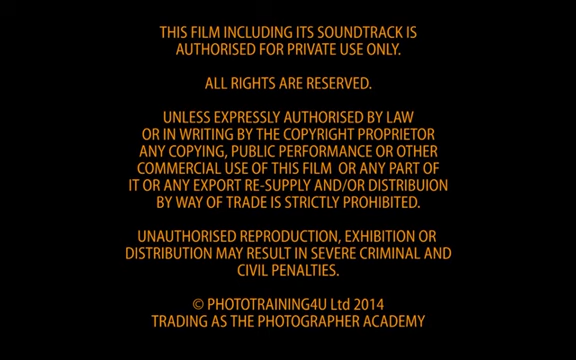 THIS FILM INCLUDING ITS SOUNDTRACK IS
AUTHORISED FOR PRIVATE USE ONLY.
ALL RIGHTS ARE RESERVED.
UNLESS EXPRESSLY AUTHORISED BY LAW
OR IN WRITING BY THE COPYRIGHT PROPRIETOR
ANY COPYING, PUBLIC PERFORMANCE OR OTHER
COMMERCIAL USE OF THIS FILM OR ANY PART OF
IT OR ANY EXPORT RE-SUPPLY AND/OR DISTRIBUION
BY WAY OF TRADE IS STRICTLY PROHIBITED.
UNAUTHORISED REPRODUCTION, EXHIBITION OR
DISTRIBUTION MAY RESULT IN SEVERE CRIMINAL AND
CIVIL PENALTIES.
© PHOTOTRAINING4U Ltd 2014
TRADING AS THE PHOTOGRAPHER ACADEMY